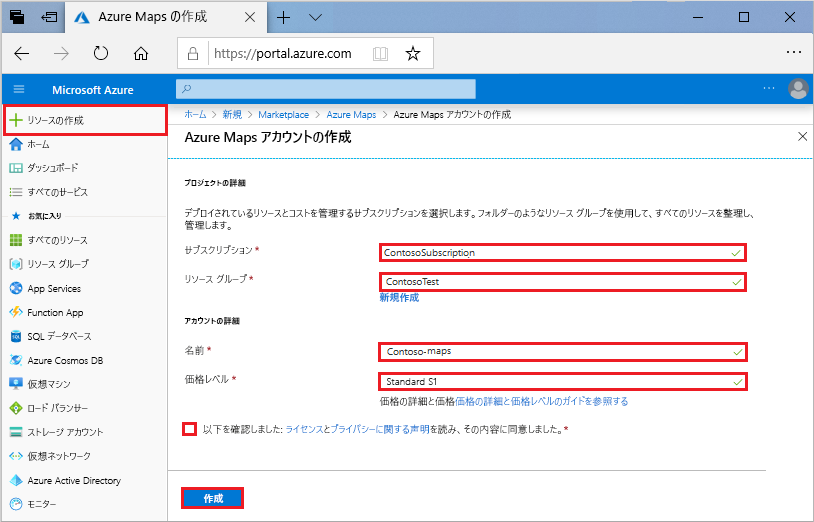 Azure Maps の作成
https://portal.azure.com
Microsoft Azure
リソースの作成
ホーム
ダッシュボード
すべてのサービス
お気に入り
すべてのリソース
リソース グループ
App Services
Function App
SQL データベース
Azure Cosmos DB
仮想マシン
ロード バランサー
ストレージ アカウント
仮想ネットワーク
Azure Active Directory
モニター
ホーム > 新規 > Marketplace > Azure Maps > Azure Maps アカウントの作成
Azure Maps アカウントの作成
プロジェクトの詳細
デプロイされているリソースとコストを管理するサブスクリプションを選択します。フォルダーのようなリソース グループを使用して、すべてのリソースを整理し、
管理します。
サブスクリプション *
ContosoSubscription
リソース グループ *
ContosoTest
新規作成
アカウントの詳細
名前 *
Contoso-maps
価格レベル *
Standard S1
価格の詳細と価格価格の詳細と価格レベルのガイドを参照する
以下を確認しました: ライセンスとプライバシーに関する声明を読み、その内容に同意しました。*
作成